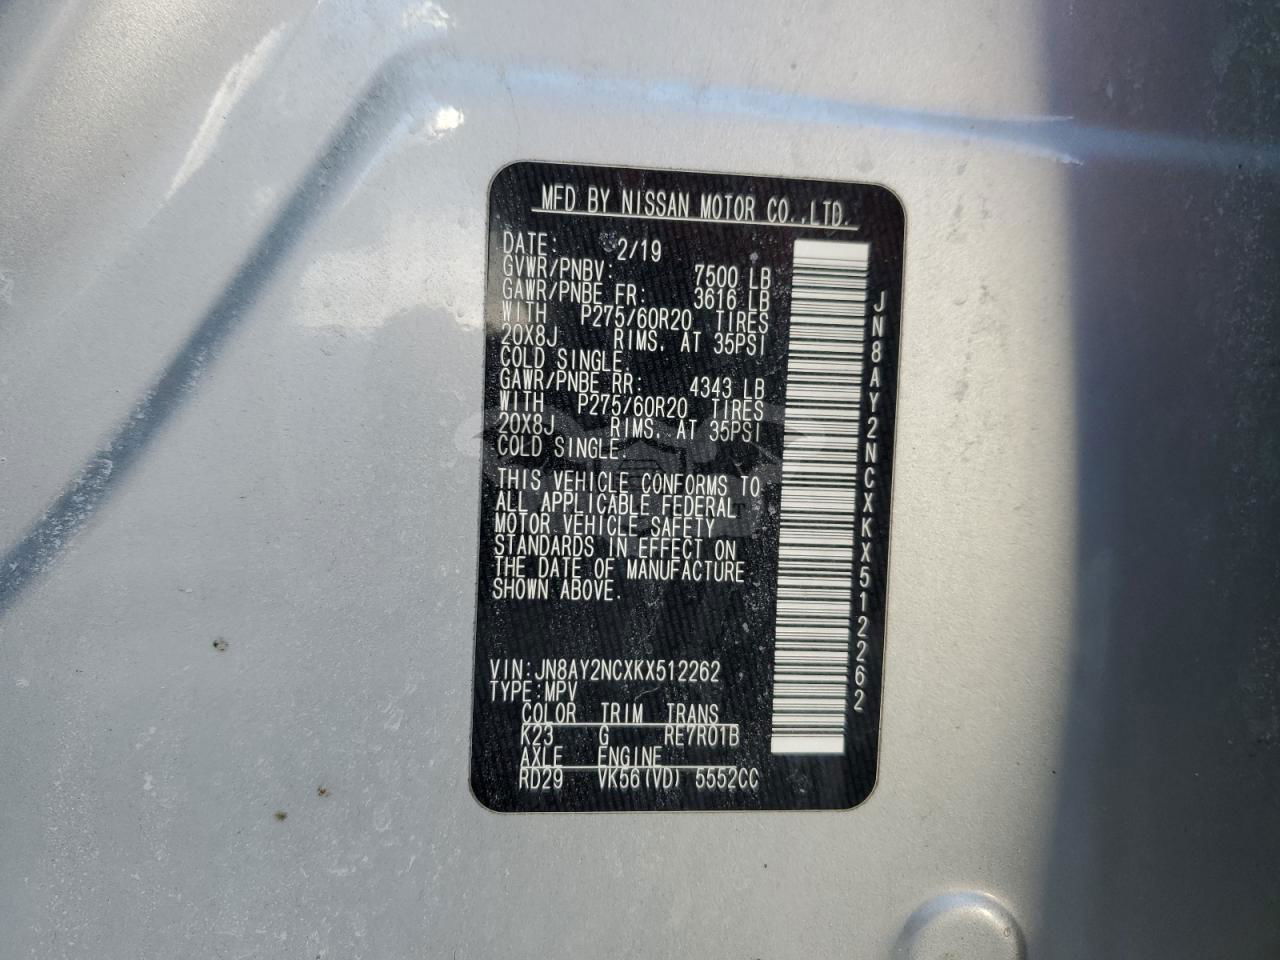 MFD BY NISSAN MOTOR CO.,LTD.
DATE: 2/19
GVWR/PNBV: 7500 LB
GAWR/PNBE FR: 3616 LB
WITH P275/60R20 TIRES
20X8J RIMS. AT 35PSI
COLD SINGLE.
GAWR/PNBE RR: 4343 LB
WITH P275/60R20 TIRES
20X8J RIMS. AT 35PSI
COLD SINGLE.
THIS VEHICLE CONFORMS TO
ALL APPLICABLE FEDERAL
MOTOR VEHICLE SAFETY
STANDARDS IN EFFECT ON
THE DATE OF MANUFACTURE
SHOWN ABOVE.
VIN:JN8AY2NCXKX512262
TYPE:MPV
COLOR TRIM TRANS
K23 G RE7R01B
AXLE ENGINE
RD29 VK56(VD) 5552CC
JN8AY2NCXKX512262